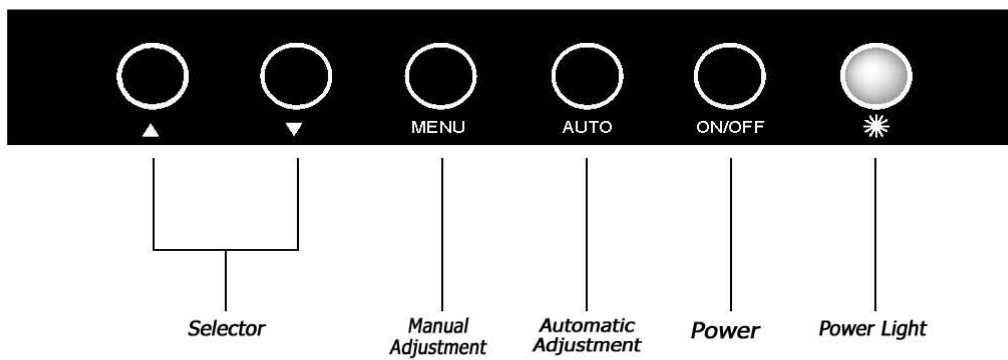 ▲ ▼ MENU AUTO ON/OFF
Selector
Manual
Adjustment
Automatic
Adjustment
Power
Power Light